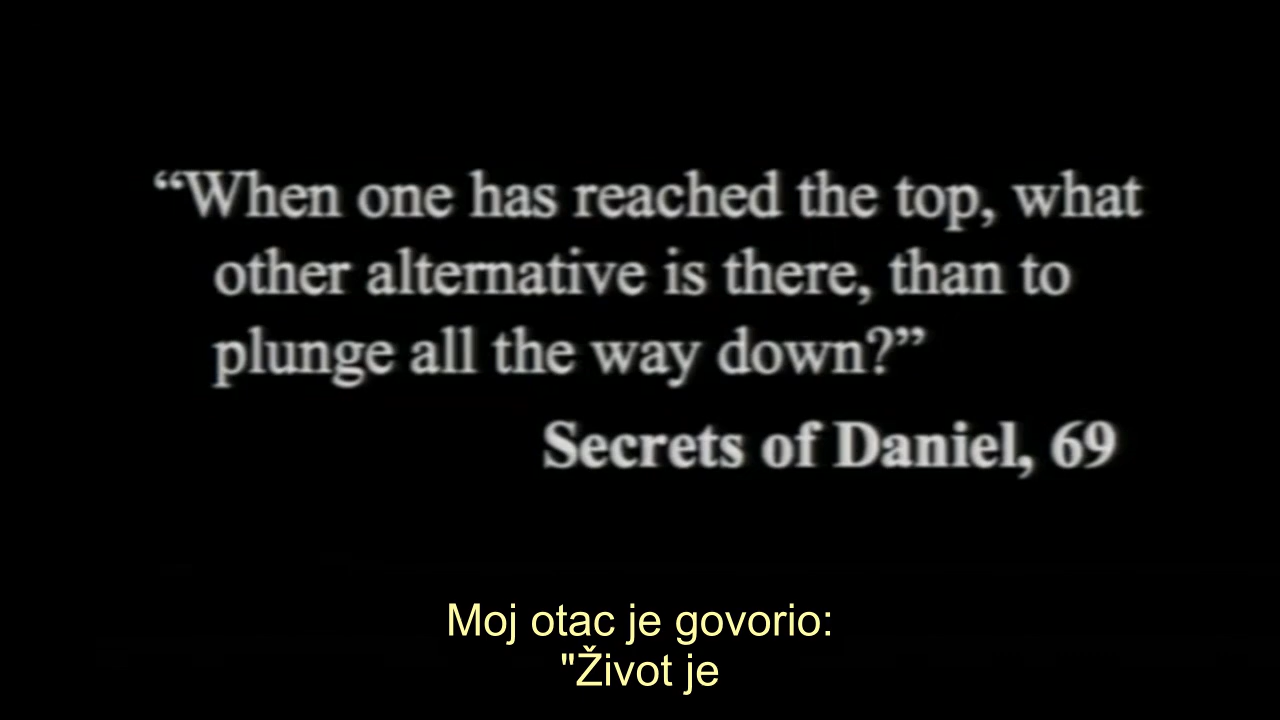 “When one has reached the top, what
other alternative is there, than to
plunge all the way down?”
Secrets of Daniel, 69
Moj otac je govorio:
"Život je